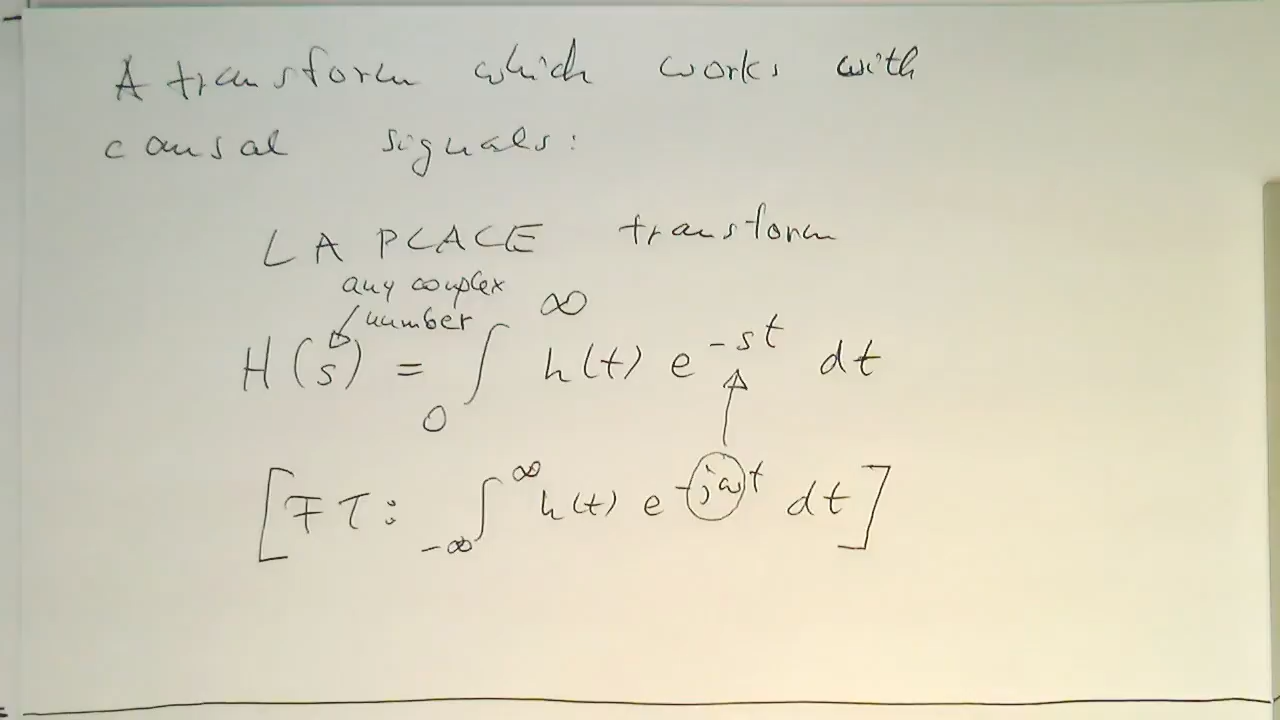 A transform which works with
causal signals:
LAPLACE transform
any complex
number
H(s) = ∫₀^∞ h(t) e^{-st} dt
[FT: ∫_{-∞}^∞ h(t) e^{-jωt} dt]